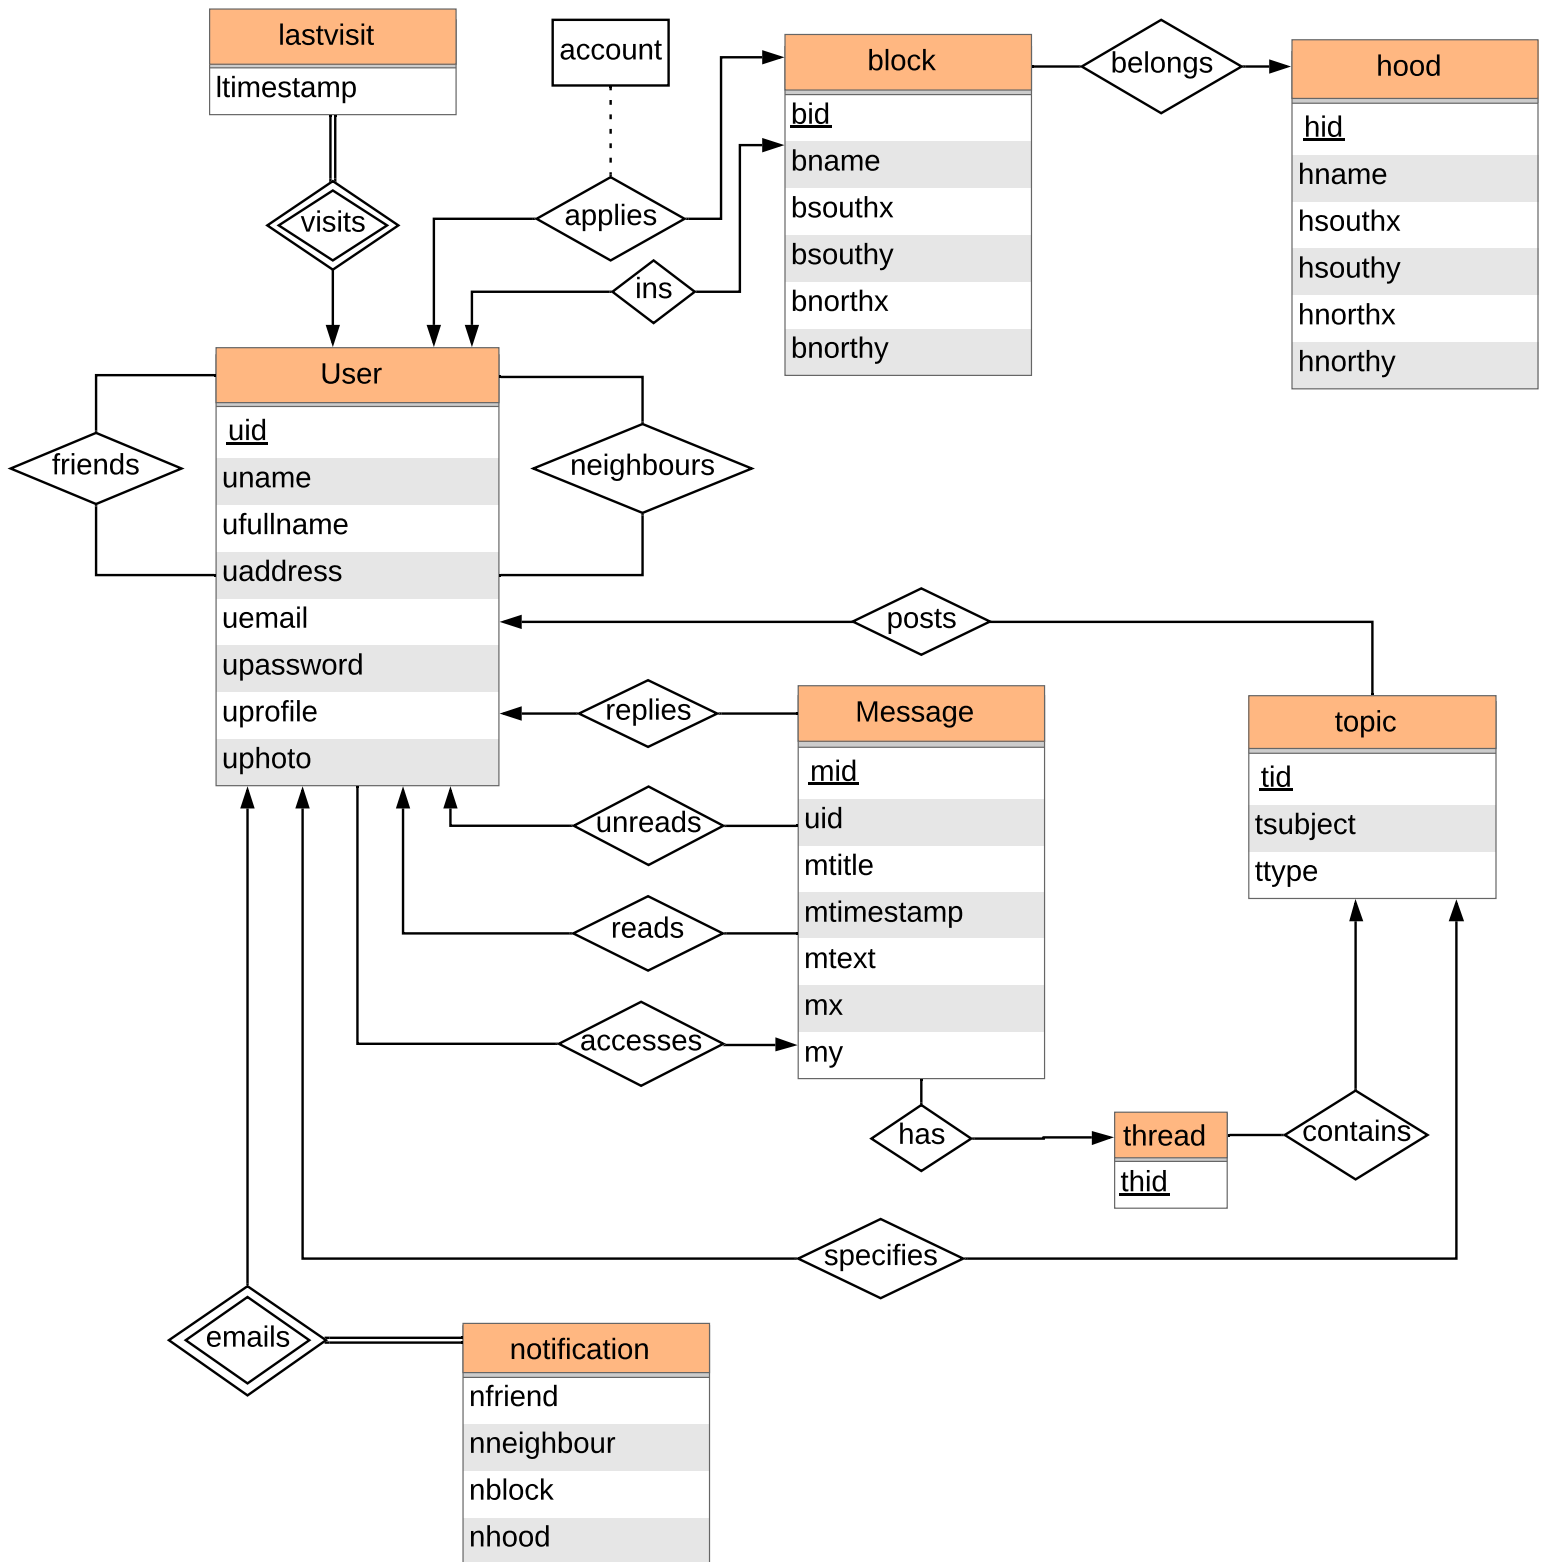 lastvisit
ltimestamp
account
block
bid
bname
bsouthx
bsouthy
bnorthx
bnorthy
belongs
hood
hid
hname
hsouthx
hsouthy
hnorthx
hnorthy
visits
applies
ins
User
uid
uname
ufullname
uaddress
uemail
upassword
uprofile
uphoto
friends
neighbours
posts
replies
unreads
reads
accesses
Message
mid
uid
mtitle
mtimestamp
mtext
mx
my
topic
tid
tsubject
ttype
has
thread
thid
contains
specifies
emails
notification
nfriend
nneighbour
nblock
nhood